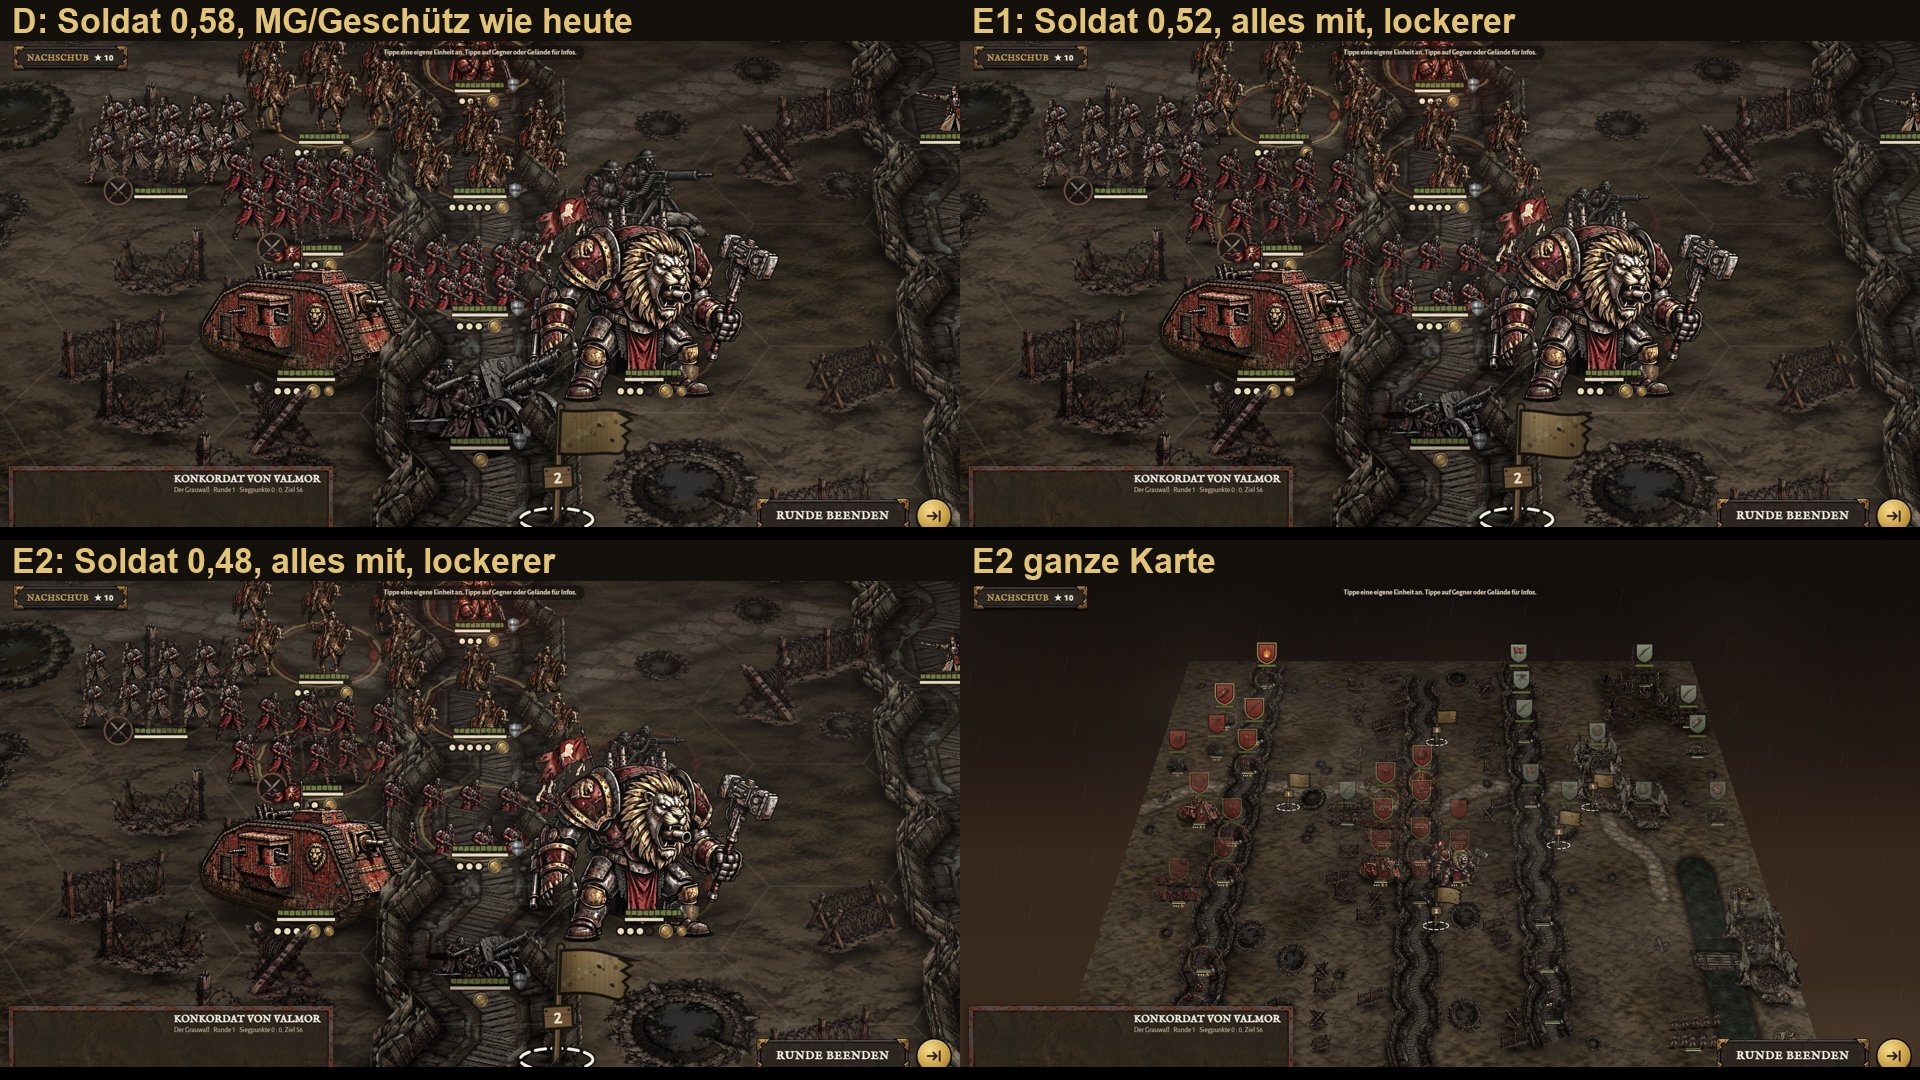 D: Soldat 0,58, MG/Geschütz wie heute
NACHSCHUB ★ 10
Tippe eine eigene Einheit an. Tippe auf Gegner oder Gelände für Infos.
2
KONKORDAT VON VALMOR
Der Grauwall · Runde 1 · Siegpunkte 0 : 0, Ziel 56
RUNDE BEENDEN
E1: Soldat 0,52, alles mit, lockerer
NACHSCHUB ★ 10
Tippe eine eigene Einheit an. Tippe auf Gegner oder Gelände für Infos.
2
KONKORDAT VON VALMOR
Der Grauwall · Runde 1 · Siegpunkte 0 : 0, Ziel 56
RUNDE BEENDEN
E2: Soldat 0,48, alles mit, lockerer
NACHSCHUB ★ 10
Tippe eine eigene Einheit an. Tippe auf Gegner oder Gelände für Infos.
2
KONKORDAT VON VALMOR
Der Grauwall · Runde 1 · Siegpunkte 0 : 0, Ziel 56
RUNDE BEENDEN
E2 ganze Karte
NACHSCHUB ★ 10
Tippe eine eigene Einheit an. Tippe auf Gegner oder Gelände für Infos.
KONKORDAT VON VALMOR
Der Grauwall · Runde 1 · Siegpunkte 0 : 0, Ziel 56
RUNDE BEENDEN